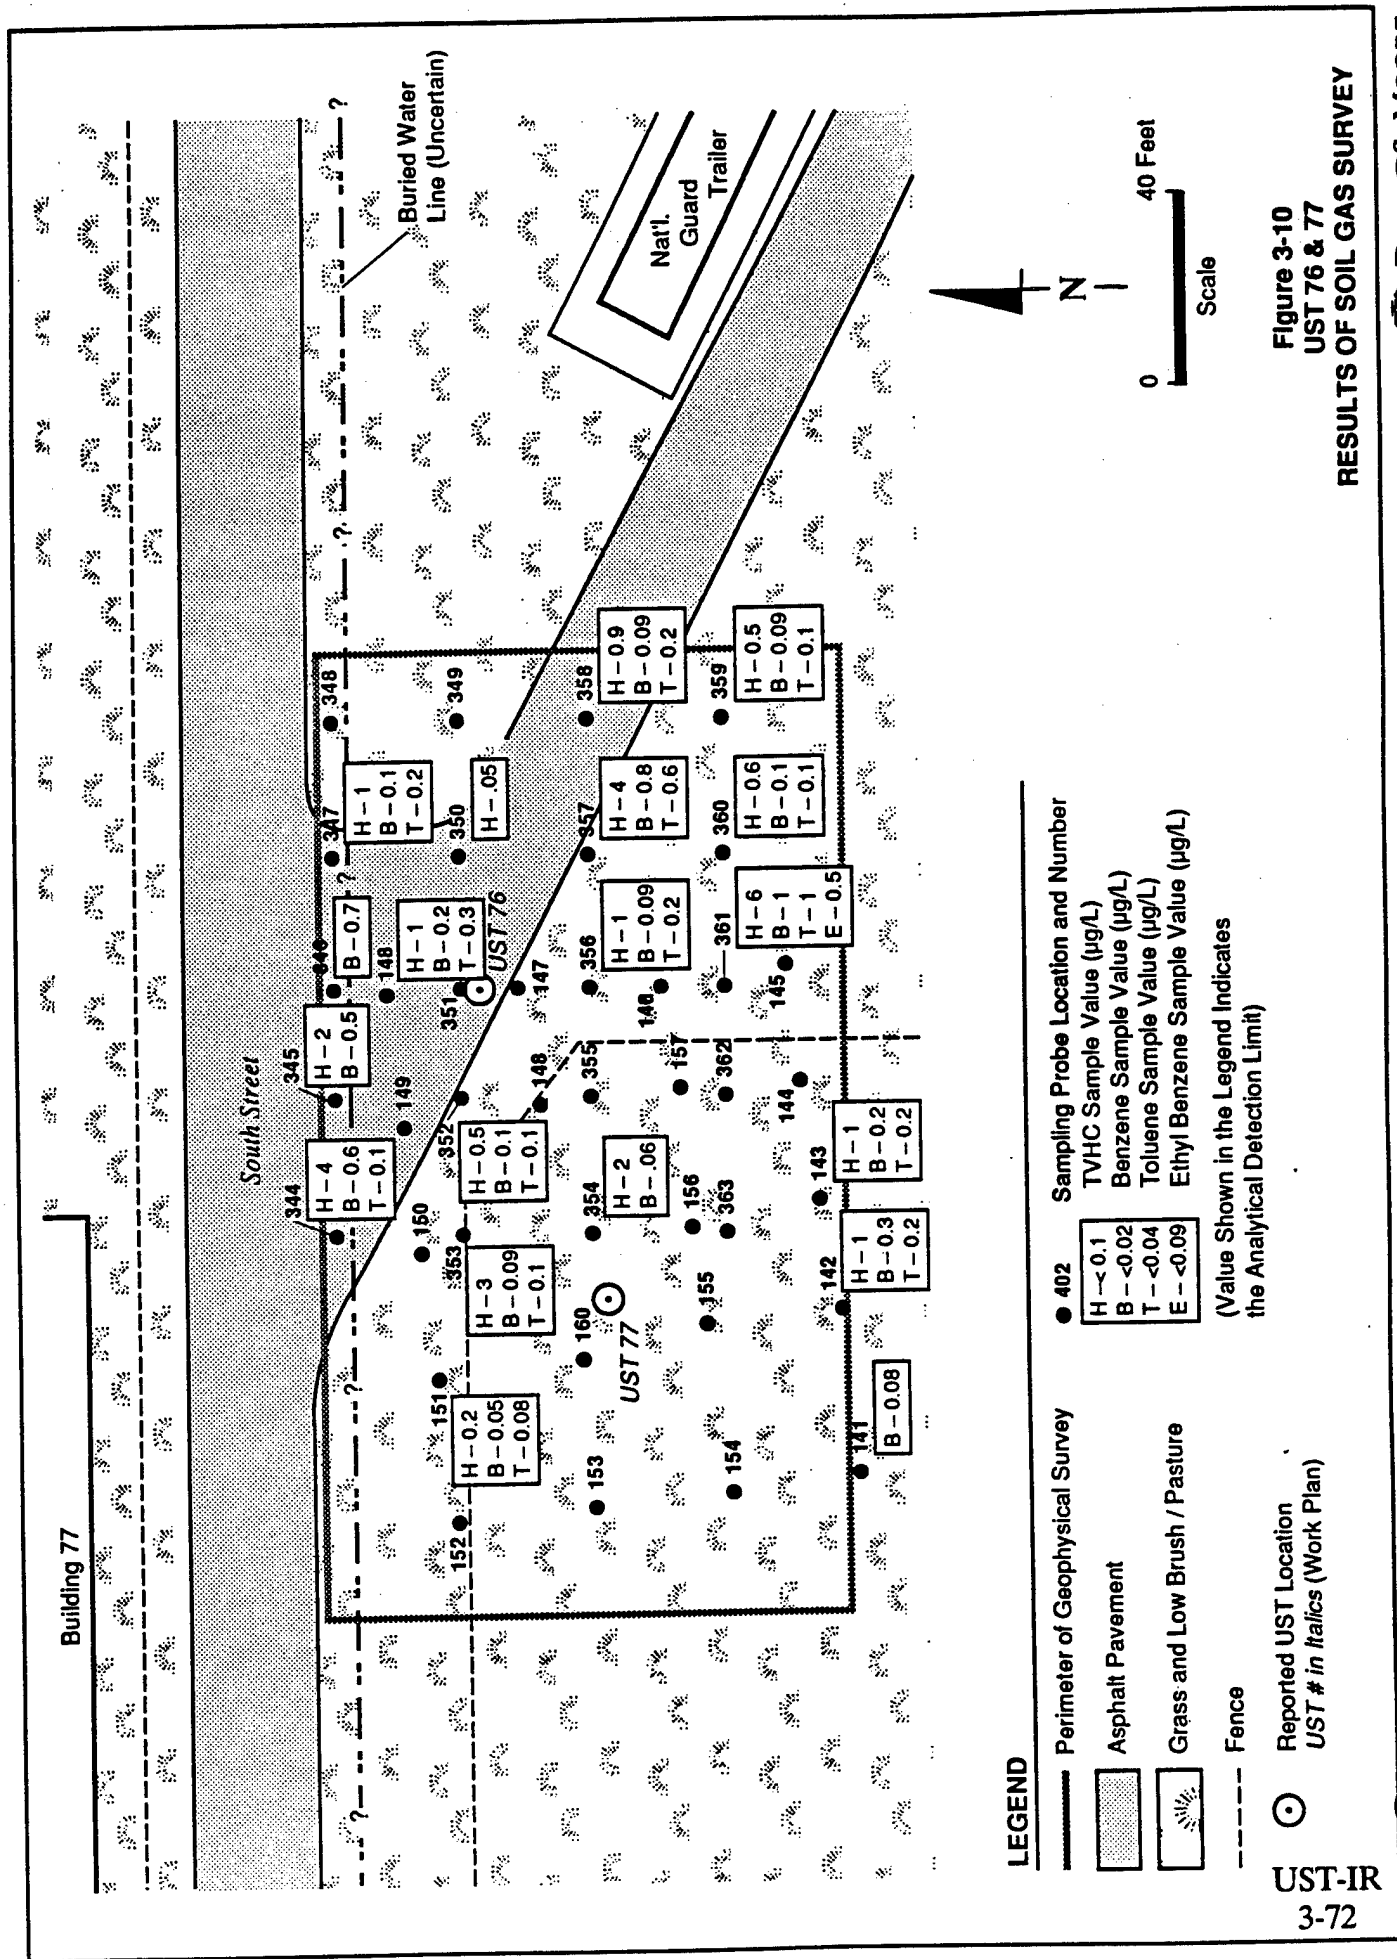 Building 77
South Street
Buried Water
Line (Uncertain)
?
?
?
?
?
344
H – 4
B – 0.6
T – 0.1
345
H – 2
B – 0.5
346
B – 0.7
347
H – 1
B – 0.1
T – 0.2
348
148
149
150
151
H – 0.2
B – 0.05
T – 0.08
152
353
H – 3
B – 0.09
T – 0.1
352
H – 0.5
B – 0.1
T – 0.1
148
351
H – 1
B – 0.2
T – 0.3
UST 76
147
350
H – .05
349
153
160
UST 77
354
H – 2
B – .06
355
356
H – 1
B – 0.09
T – 0.2
357
H – 4
B – 0.8
T – 0.6
358
H – 0.9
B – 0.09
T – 0.2
Nat'l.
Guard
Trailer
154
155
156
363
157
362
146
361
H – 6
B – 1
T – 1
E – 0.5
360
H – 0.6
B – 0.1
T – 0.1
359
H – 0.5
B – 0.09
T – 0.1
141
B – 0.08
142
H – 1
B – 0.3
T – 0.2
143
H – 1
B – 0.2
T – 0.2
144
145
N
0
40 Feet
Scale
LEGEND
Perimeter of Geophysical Survey
Asphalt Pavement
Grass and Low Brush / Pasture
Fence
Reported UST Location
UST # in Italics (Work Plan)
402
Sampling Probe Location and Number
H –< 0.1
TVHC Sample Value (µg/L)
B – <0.02
Benzene Sample Value (µg/L)
T – <0.04
Toluene Sample Value (µg/L)
E – <0.09
Ethyl Benzene Sample Value (µg/L)
(Value Shown in the Legend Indicates
the Analytical Detection Limit)
Figure 3-10
UST 76 & 77
RESULTS OF SOIL GAS SURVEY
UST-IR
3-72